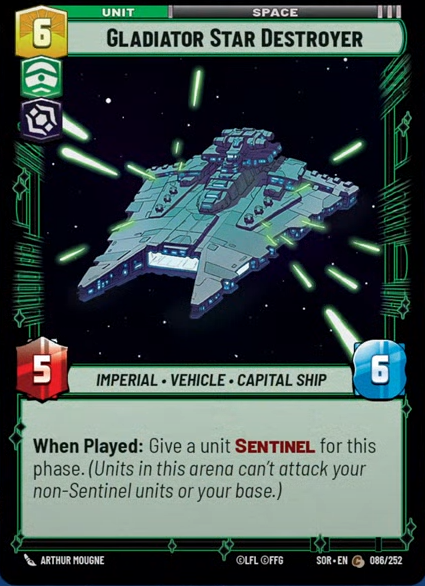 UNIT SPACE
6 GLADIATOR STAR DESTROYER
5 6
IMPERIAL • VEHICLE • CAPITAL SHIP
When Played: Give a unit SENTINEL for this
phase. (Units in this arena can't attack your
non-Sentinel units or your base.)
ARTHUR MOUGNE ©LFL ©FFG SOR • EN C 086/252